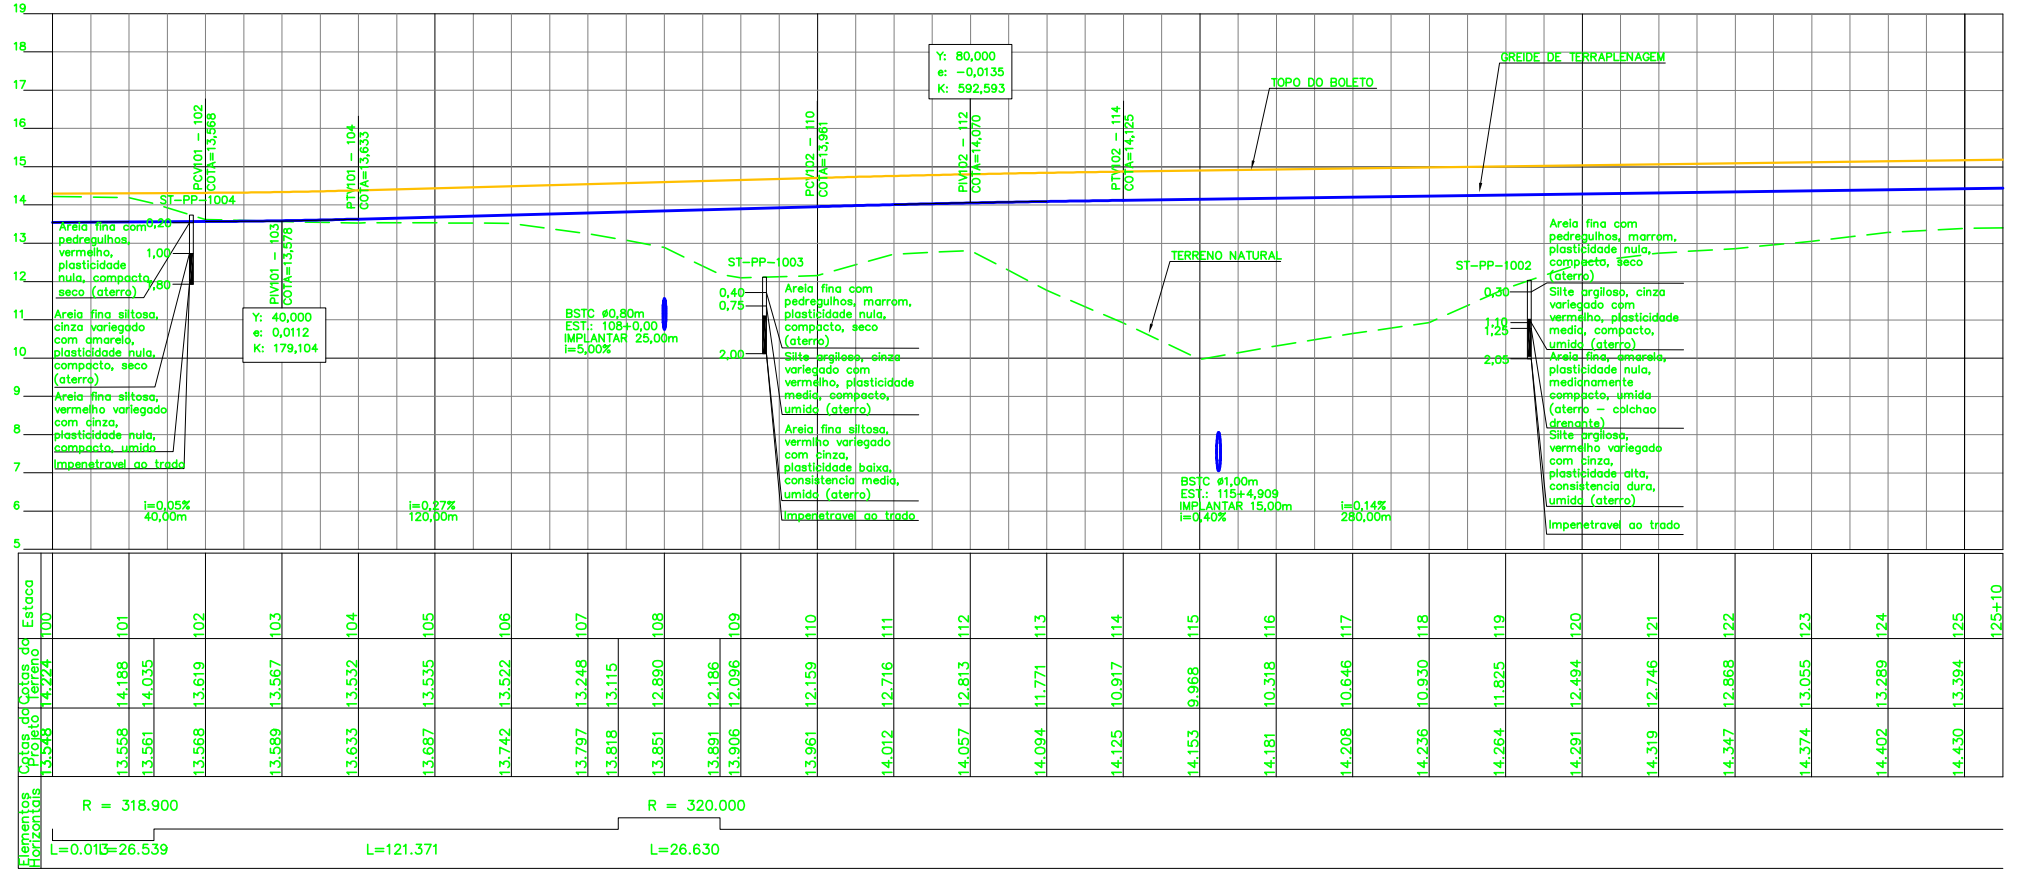 19
18
17
16
15
14
13
12
11
10
9
8
7
6
5
PCV101 - 102
COTA=13,568
PIV101 - 103
COTA=13,578
PTV101 - 104
COTA=13,633
PCV102 - 110
COTA=13,961
PIV102 - 112
COTA=14,070
PTV102 - 114
COTA=14,125
Y: 40,000
e: 0,0112
K: 179,104
Y: 80,000
e: -0,0135
K: 592,593
TOPO DO BOLETO
GREIDE DE TERRAPLENAGEM
TERRENO NATURAL
ST-PP-1004
0,20
1,00
,80
Areia fina com
pedregulhos,
vermelho,
plasticidade
nula, compacto,
seco (aterro)
Areia fina siltosa,
cinza variegado
com amarelo,
plasticidade nula,
compacto, seco
(aterro)
Areia fina siltosa,
vermelho variegado
com cinza,
plasticidade nula,
compacto, umido
Impenetravel ao trado
BSTC ø0,80m
EST.: 108+0,00
IMPLANTAR 25,00m
i=5,00%
ST-PP-1003
0,40
0,75
2,00
Areia fina com
pedregulhos, marrom,
plasticidade nula,
compacto, seco
(aterro)
Silte argiloso, cinza
variegado com
vermelho, plasticidade
media, compacto,
umido (aterro)
Areia fina siltosa,
vermlho variegado
com cinza,
plasticidade baixa,
consistencia media,
umido (aterro)
Impenetravel ao trado
BSTC ø1,00m
EST.: 115+4,909
IMPLANTAR 15,00m
i=0,40%
ST-PP-1002
0,30
1,10
1,25
2,05
Areia fina com
pedregulhos, marrom,
plasticidade nula,
compacto, seco
(aterro)
Silte argiloso, cinza
variegado com
vermelho, plasticidade
media, compacto,
umido (aterro)
Areia fina, amarelo,
plasticidade nula,
medianamente
compacto, umido
(aterro - colchao
drenante)
Silte argiloso,
vermelho variegado
com cinza,
plasticidade alta,
consistencia dura,
umido (aterro)
Impenetravel ao trado
i=0,05%
40,00m
i=0,27%
120,00m
i=0,14%
280,00m
Estaca
100 101 102 103 104 105 106 107 108 109 110 111 112 113 114 115 116 117 118 119 120 121 122 123 124 125 125+10
Cotas do
Terreno
14.224 14.188 14.035 13.619 13.567 13.532 13.535 13.522 13.248 13.115 12.890 12.186 12.096 12.159 12.716 12.813 11.771 10.917 9.968 10.318 10.646 10.930 11.825 12.494 12.746 12.868 13.055 13.289 13.394
Cotas do
Projeto
13.548 13.558 13.561 13.568 13.589 13.633 13.687 13.742 13.797 13.818 13.851 13.891 13.906 13.961 14.012 14.057 14.094 14.125 14.153 14.181 14.208 14.236 14.264 14.291 14.319 14.347 14.374 14.402 14.430
Elementos
Horizontais
R = 318.900
R = 320.000
L=0.013
L=26.539
L=121.371
L=26.630